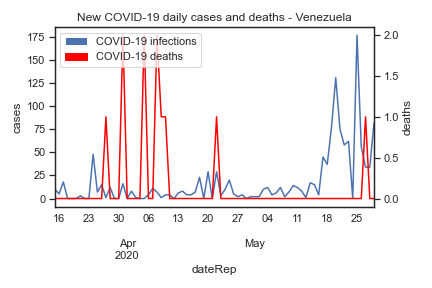 New COVID-19 daily cases and deaths - Venezuela
COVID-19 infections
COVID-19 deaths
cases
175
150
125
100
75
50
25
0
deaths
2.0
1.5
1.0
0.5
0.0
16 23 30 06 13 20 27 04 11 18 25
Apr May
2020
dateRep